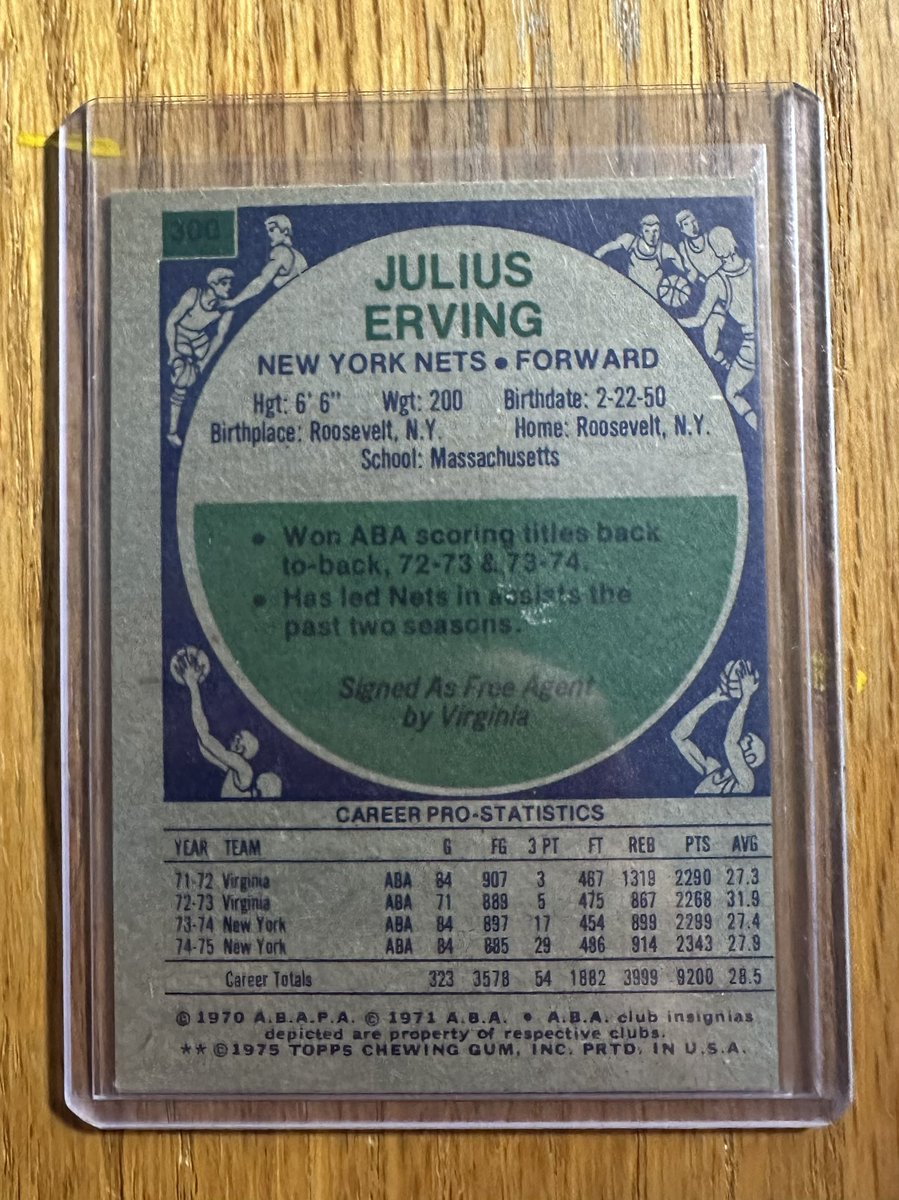 300
JULIUS
ERVING
NEW YORK NETS • FORWARD
Hgt: 6' 6" Wgt: 200 Birthdate: 2-22-50
Birthplace: Roosevelt, N.Y. Home: Roosevelt, N.Y.
School: Massachusetts
• Won ABA scoring titles back
to-back, 72-73 & 73-74.
• Has led Nets in assists the
past two seasons.
Signed As Free Agent
by Virginia
CAREER PRO-STATISTICS
YEAR TEAM G FG 3 PT FT REB PTS AVG
71-72 Virginia ABA 84 907 3 467 1319 2290 27.3
72-73 Virginia ABA 71 889 5 475 867 2268 31.9
73-74 New York ABA 84 897 17 454 899 2299 27.4
74-75 New York ABA 84 885 29 486 914 2343 27.9
Career Totals 323 3578 54 1882 3999 9200 28.5
© 1970 A.B.A.P.A. © 1971 A.B.A. • A.B.A. club insignias
depicted are property of respective clubs.
** © 1975 TOPPS CHEWING GUM, INC. PRTD. IN U.S.A.